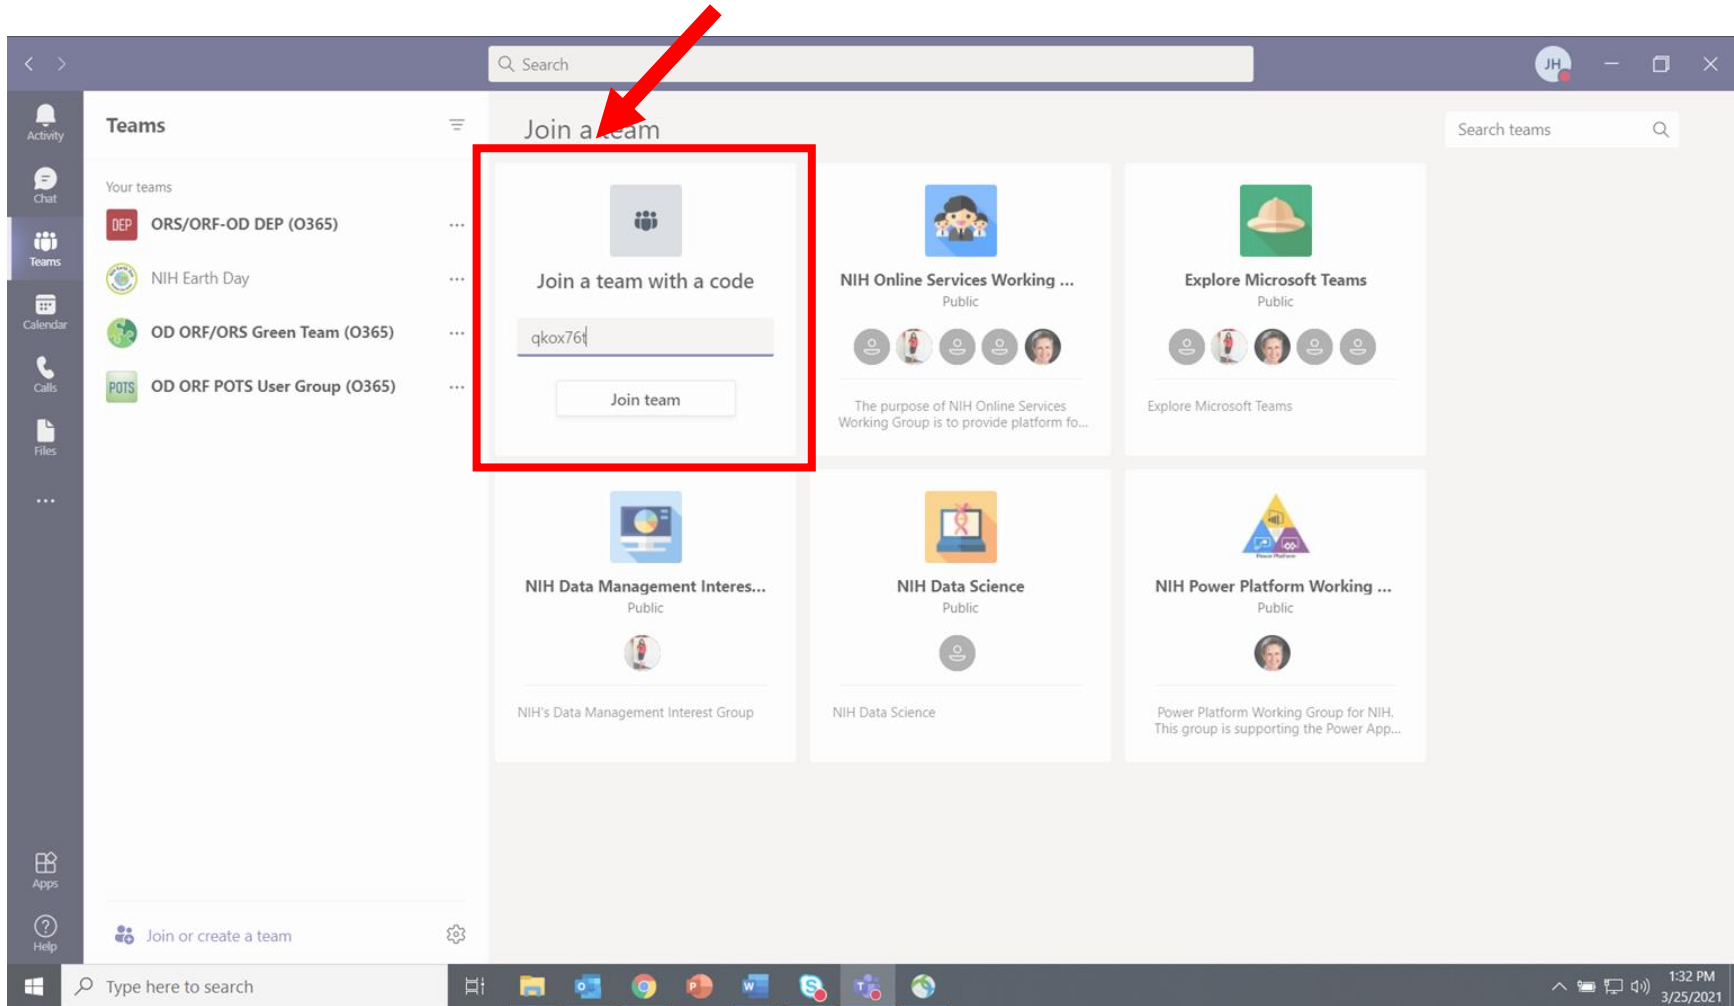 Search
JH
Activity
Chat
Teams
Calendar
Calls
Files
Apps
Help
Teams
Your teams
DEP
ORS/ORF-OD DEP (O365)
NIH Earth Day
OD ORF/ORS Green Team (O365)
POTS
OD ORF POTS User Group (O365)
Join or create a team
Join a team
Search teams
Join a team with a code
qkox76t
Join team
NIH Online Services Working ...
Public
The purpose of NIH Online Services
Working Group is to provide platform fo...
Explore Microsoft Teams
Public
Explore Microsoft Teams
NIH Data Management Interes...
Public
NIH's Data Management Interest Group
NIH Data Science
Public
NIH Data Science
Power Platform
NIH Power Platform Working ...
Public
Power Platform Working Group for NIH.
This group is supporting the Power App...
Type here to search
1:32 PM
3/25/2021